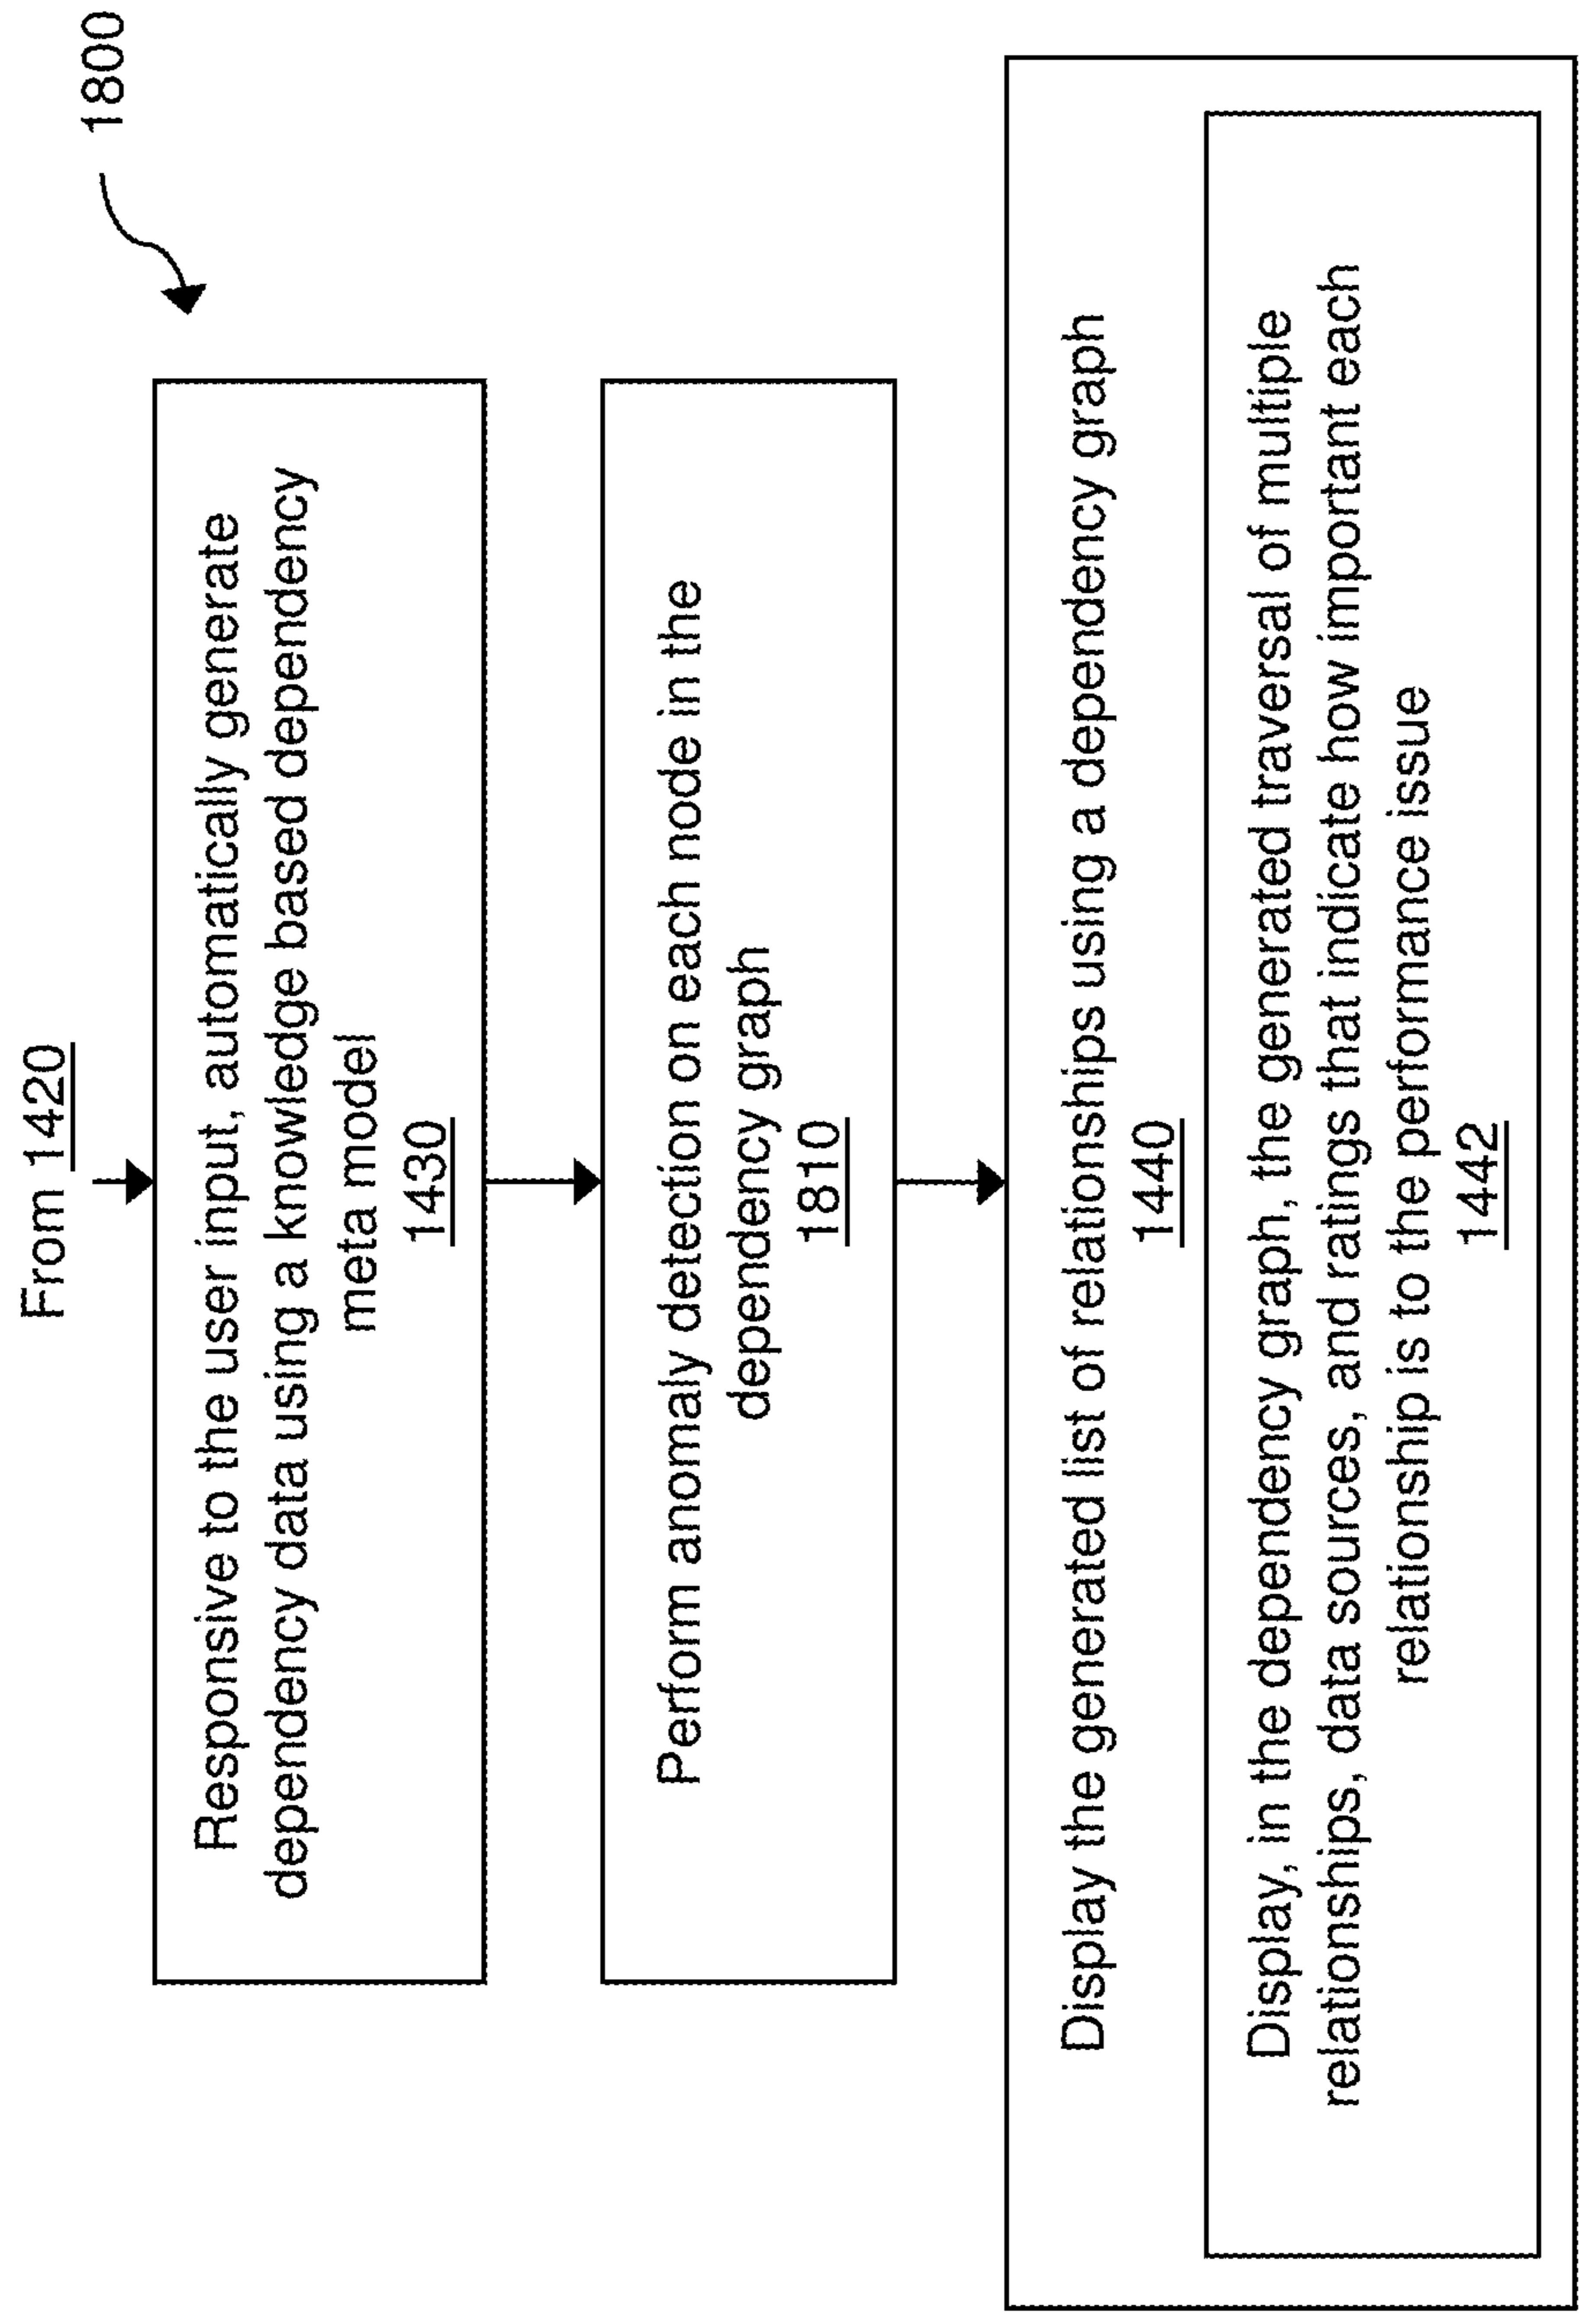 1800
From 1420
Responsive to the user input, automatically generate
dependency data using a knowledge based dependency
meta model
1430
Perform anomaly detection on each node in the
dependency graph
1810
Display the generated list of relationships using a dependency graph
1440
Display, in the dependency graph, the generated traversal of multiple
relationships, data sources, and ratings that indicate how important each
relationship is to the performance issue
1442